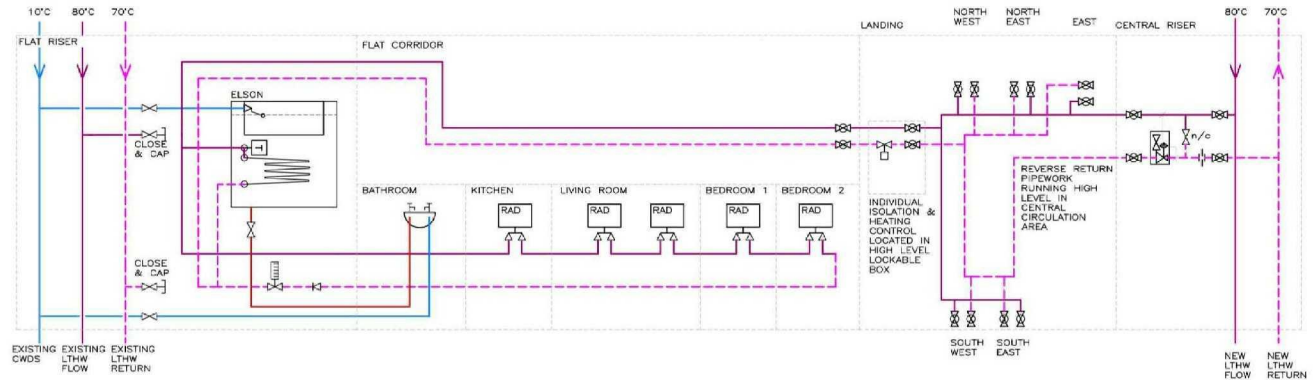 10°C
80°C
70°C
FLAT RISER
FLAT CORRIDOR
LANDING
NORTH
WEST
NORTH
EAST
EAST
CENTRAL RISER
80°C
70°C
ELSON
CLOSE
& CAP
T
n/c
BATHROOM
KITCHEN
LIVING ROOM
BEDROOM 1
BEDROOM 2
RAD
RAD
RAD
RAD
RAD
INDIVIDUAL
ISOLATION &
HEATING
CONTROL
LOCATED IN
HIGH LEVEL
LOCKABLE
BOX
REVERSE RETURN
PIPEWORK
RUNNING HIGH
LEVEL IN
CENTRAL
CIRCULATION
AREA
CLOSE
& CAP
EXISTING
CWDS
EXISTING
LTHW
FLOW
EXISTING
LTHW
RETURN
SOUTH
WEST
SOUTH
EAST
NEW
LTHW
FLOW
NEW
LTHW
RETURN